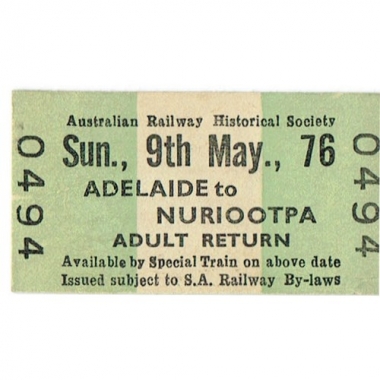 Australian Railway Historical Society
Sun., 9th May., 76
ADELAIDE to
NURIOOTPA
ADULT RETURN
Available by Special Train on above date
Issued subject to S.A. Railway By-laws
0494
0494